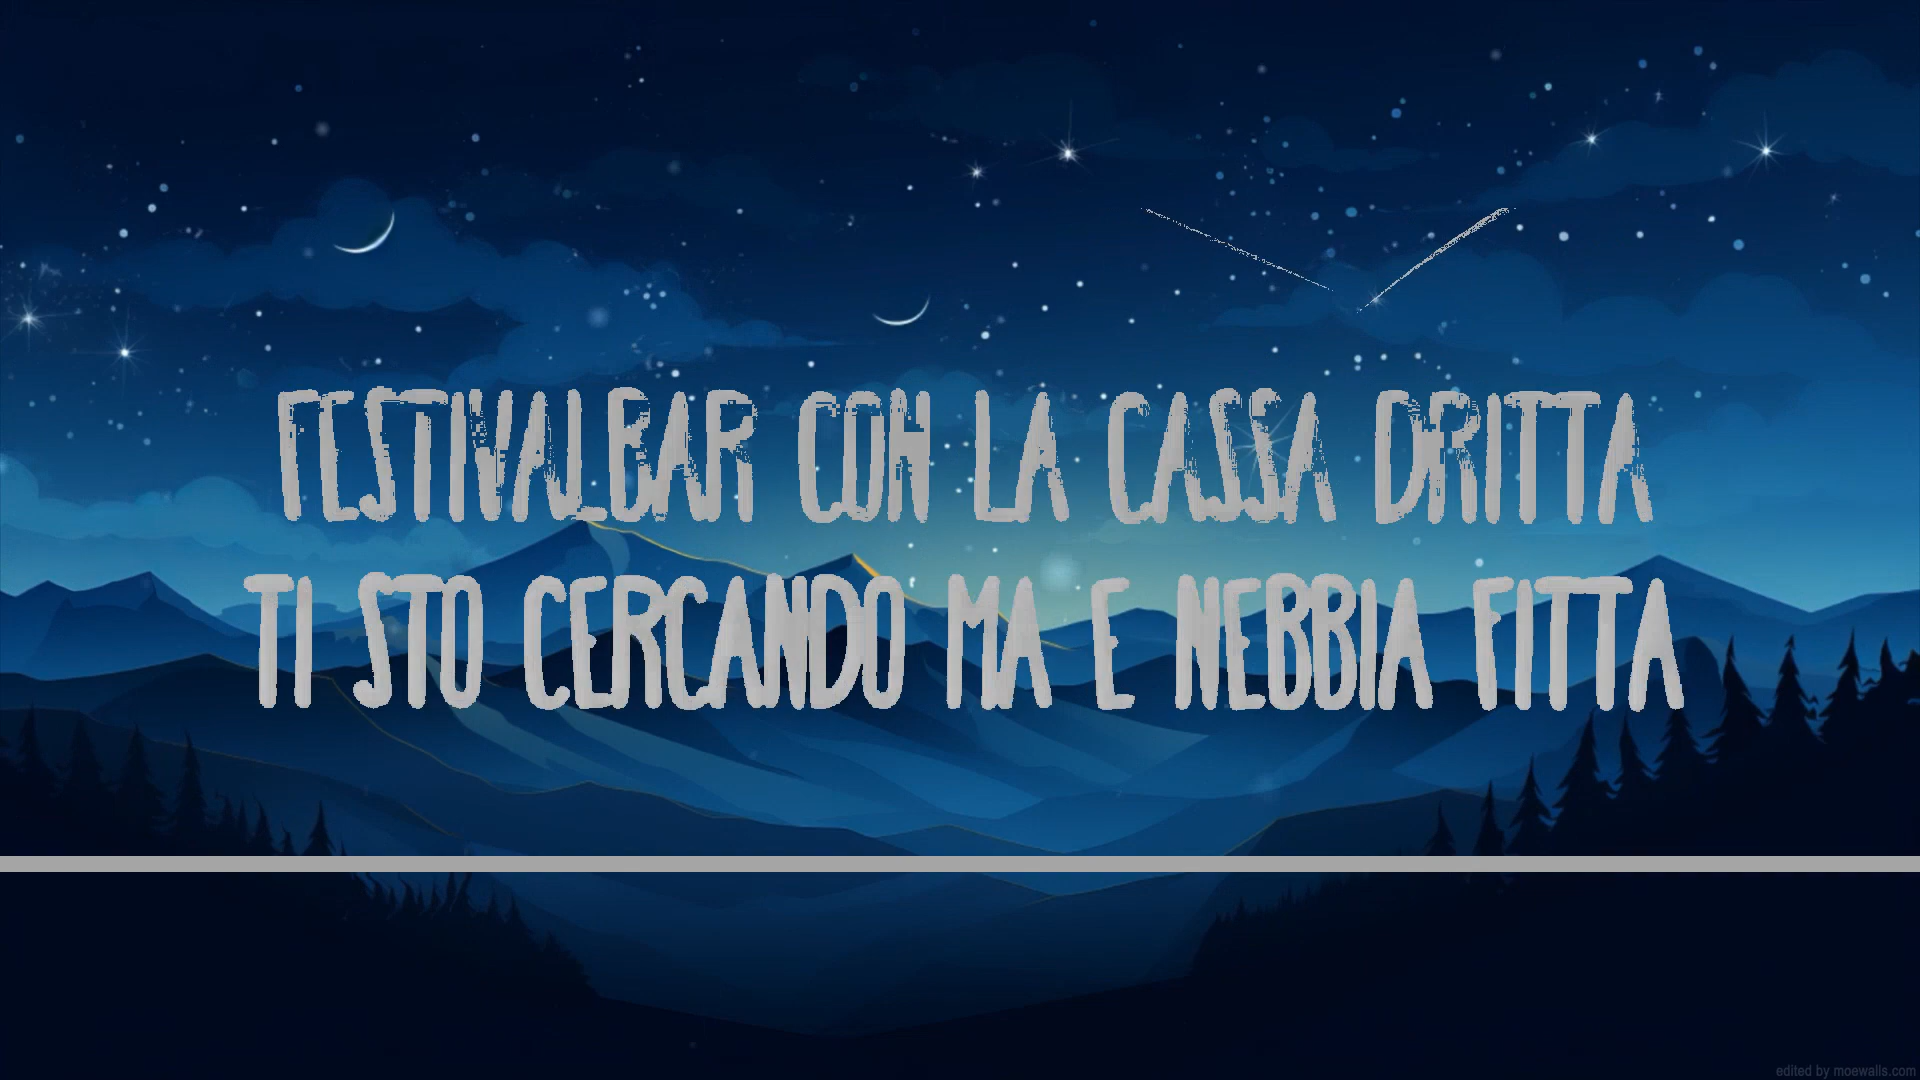 FESTIVALBAR CON LA CASSA DRITTA
TI STO CERCANDO MA E NEBBIA FITTA
edited by moewalls.com